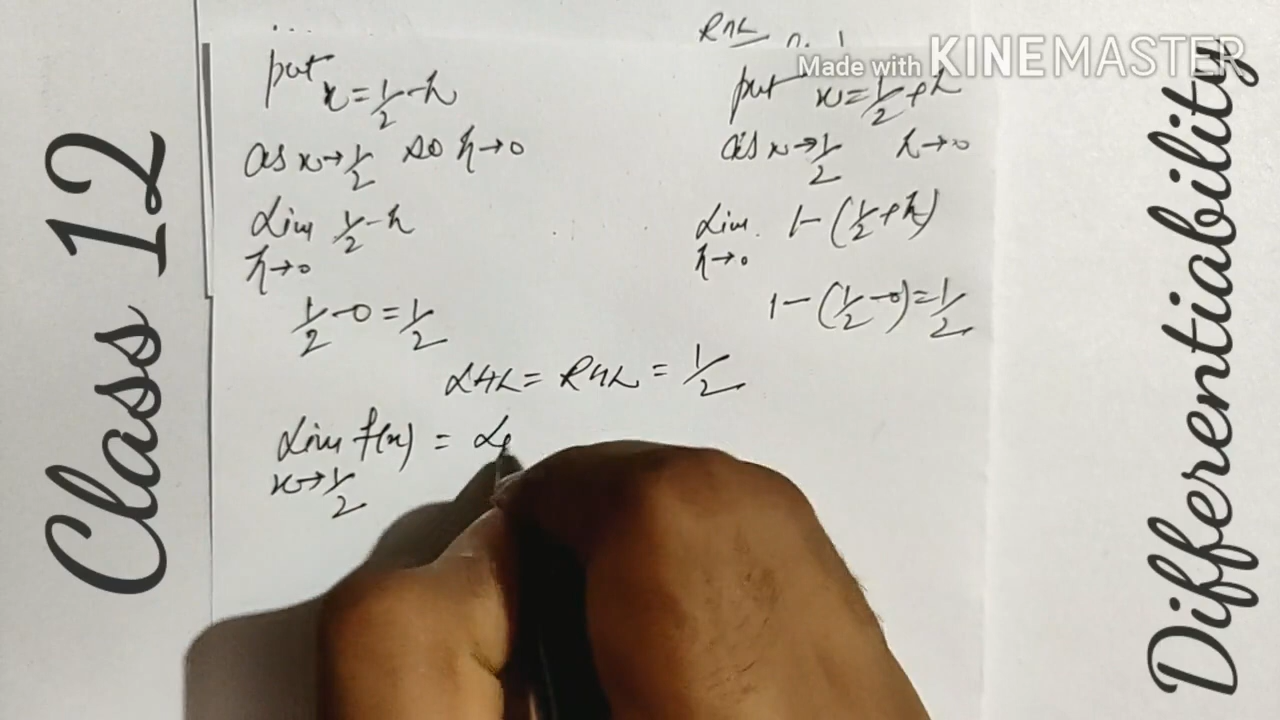 Class 12
put
x = 1/2 - h
as x → 1/2 so h → 0
Lim 1/2 - h
h → 0
1/2 - 0 = 1/2
RHL
put x = 1/2 + h
as x → 1/2 h → 0
Lim 1 - (1/2 + h)
h → 0
1 - (1/2 - 0) = 1/2
LHL = RHL = 1/2
Lim f(x) =
x → 1/2
Made with KINEMASTER
Differentiability